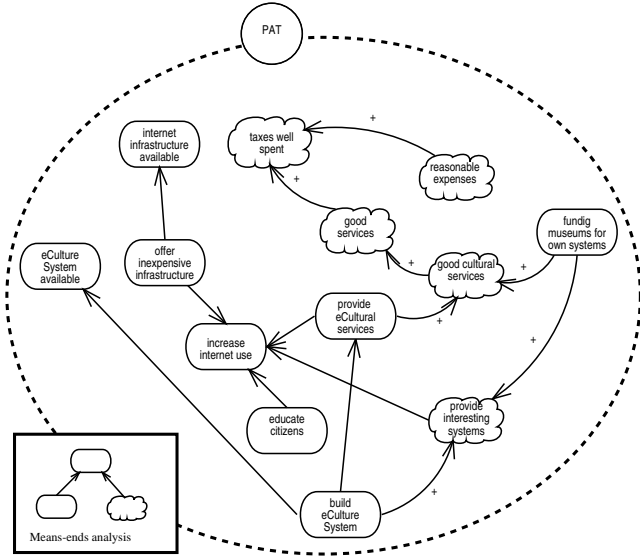 PAT
+
internet
infrastructure
available
taxes well
spent
reasonable
expenses
+
good
services
fundig
museums for
own systems
eCulture
System
available
offer
inexpensive
infrastructure
+
good cultural
services
+
provide
eCultural
services
+
increase
internet use
+
provide
interesting
systems
educate
citizens
+
build
eCulture
System
Means-ends analysis